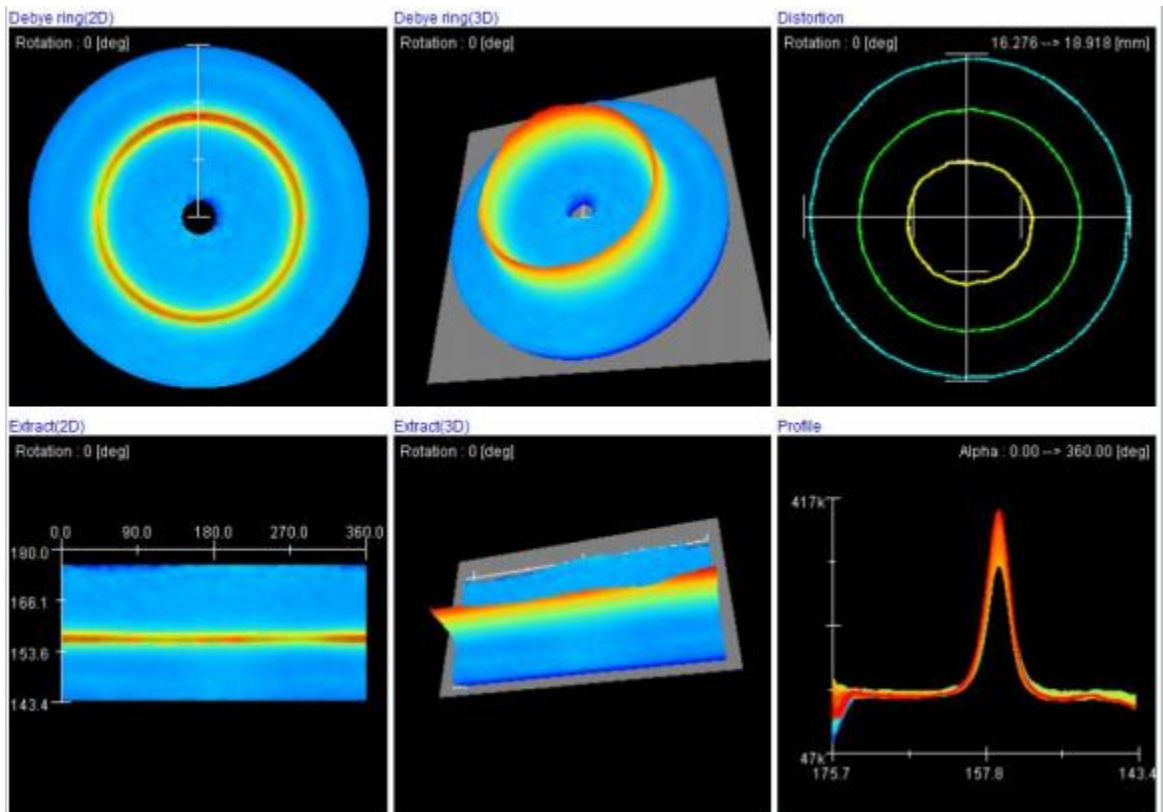 Debye ring(2D)
Rotation : 0 [deg]
Debye ring(3D)
Rotation : 0 [deg]
Distortion
Rotation : 0 [deg]
16.276 --> 18.918 [mm]
Extract(2D)
Rotation : 0 [deg]
0.0 90.0 180.0 270.0 360.0
180.0
166.1
153.6
143.4
Extract(3D)
Rotation : 0 [deg]
Profile
Alpha : 0.00 --> 360.00 [deg]
417k
47k
175.7 157.8 143.4